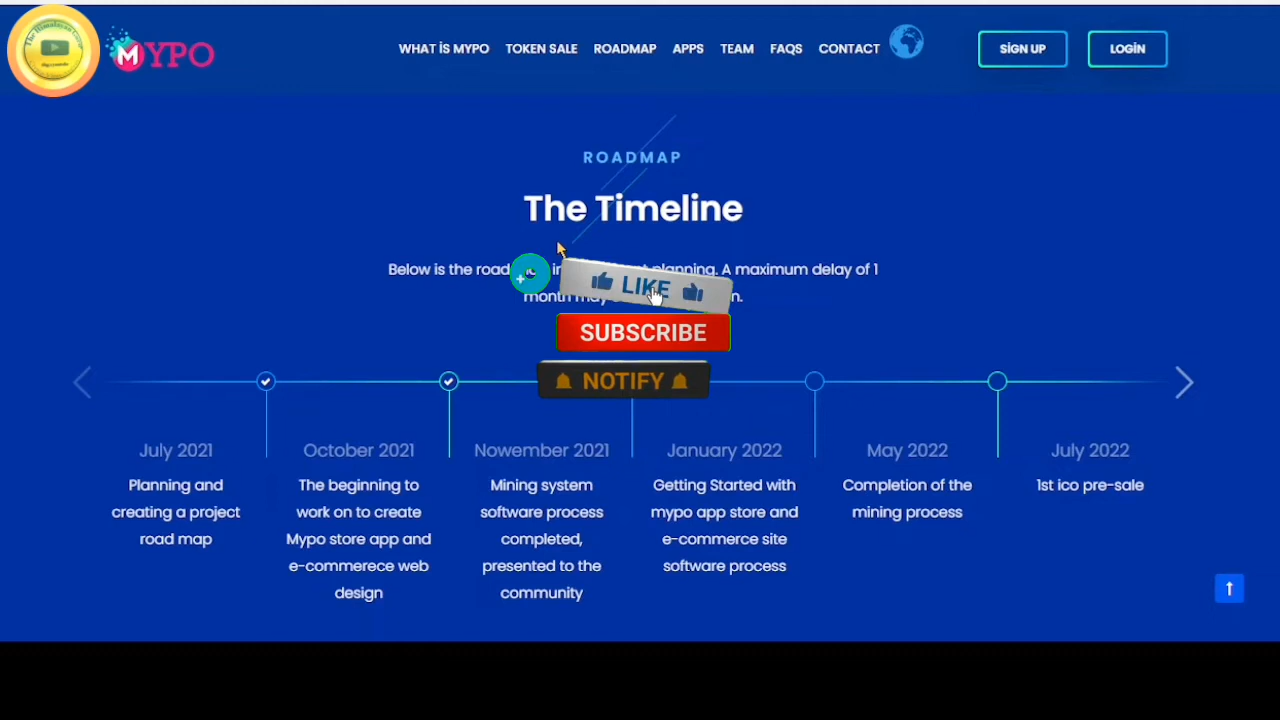 MYPO
WHAT İS MYPO TOKEN SALE ROADMAP APPS TEAM FAQS CONTACT
SİGN UP
LOGİN
ROADMAP
The Timeline
Below is the planning. A maximum delay of 1
month
LIKE
SUBSCRIBE
NOTIFY
July 2021
Planning and
creating a project
road map
October 2021
The beginning to
work on to create
Mypo store app and
e-commerece web
design
Nowember 2021
Mining system
software process
completed,
presented to the
community
January 2022
Getting Started with
mypo app store and
e-commerce site
software process
May 2022
Completion of the
mining process
July 2022
1st ico pre-sale